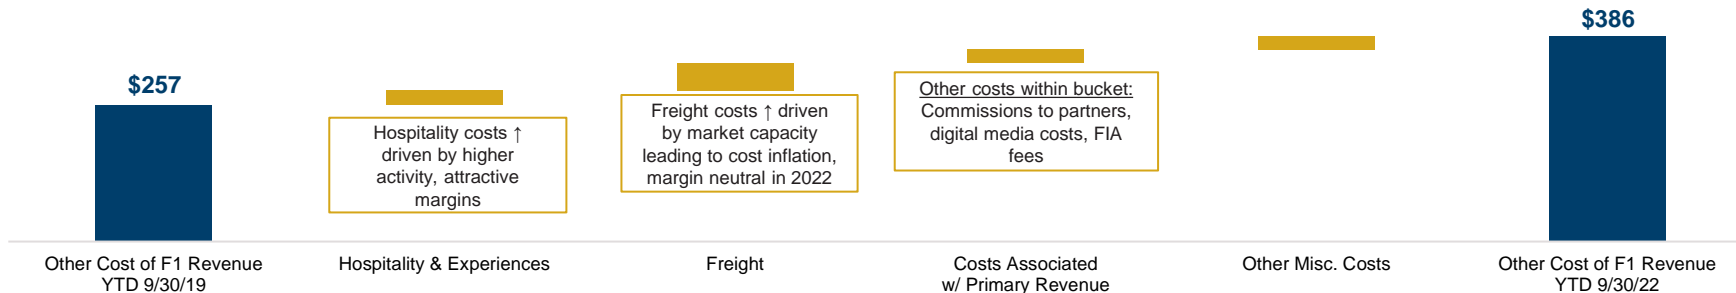 $257
Hospitality costs ↑
driven by higher
activity, attractive
margins
Freight costs ↑ driven
by market capacity
leading to cost inflation,
margin neutral in 2022
Other costs within bucket:
Commissions to partners,
digital media costs, FIA
fees
$386
Other Cost of F1 Revenue
YTD 9/30/19
Hospitality & Experiences
Freight
Costs Associated
w/ Primary Revenue
Other Misc. Costs
Other Cost of F1 Revenue
YTD 9/30/22